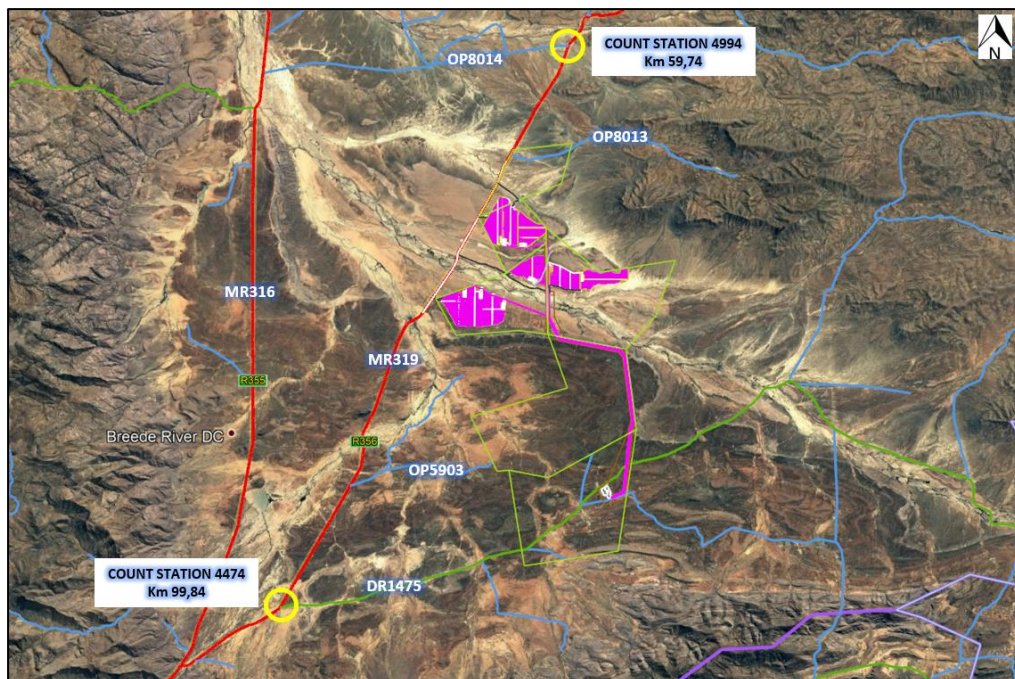 COUNT STATION 4994
Km 59,74
N
OP8014
OP8013
MR316
MR319
R355
Breede River DC
R356
OP5903
COUNT STATION 4474
Km 99,84
DR1475